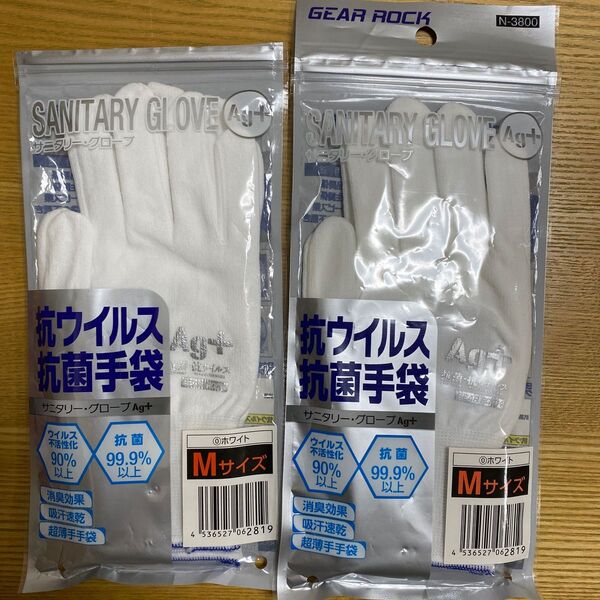 SANITARY GLOVE Ag+
サニタリー・グローブ
Ag+
抗ウイルス
抗菌手袋
サニタリー・グローブ Ag+
ウイルス
不活性化
90%
以上
抗菌
99.9%
以上
消臭効果
吸汗速乾
超薄手手袋
⓪ホワイト
Mサイズ
4 536527 062819
GEAR ROCK
N-3800
SANITARY GLOVE Ag+
サニタリー・グローブ
Ag+
抗ウイルス
抗菌手袋
サニタリー・グローブ Ag+
ウイルス
不活性化
90%
以上
抗菌
99.9%
以上
消臭効果
吸汗速乾
超薄手手袋
⓪ホワイト
Mサイズ
4 536527 062819